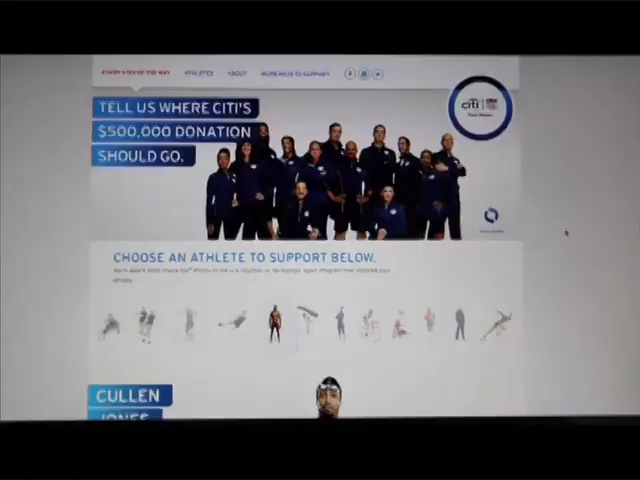 EVERY STEP OF THE WAY
ATHLETES
ABOUT
MORE WAYS TO SUPPORT
TELL US WHERE CITI'S
$500,000 DONATION
SHOULD GO.
citi
CHOOSE AN ATHLETE TO SUPPORT BELOW.
CULLEN
JONES